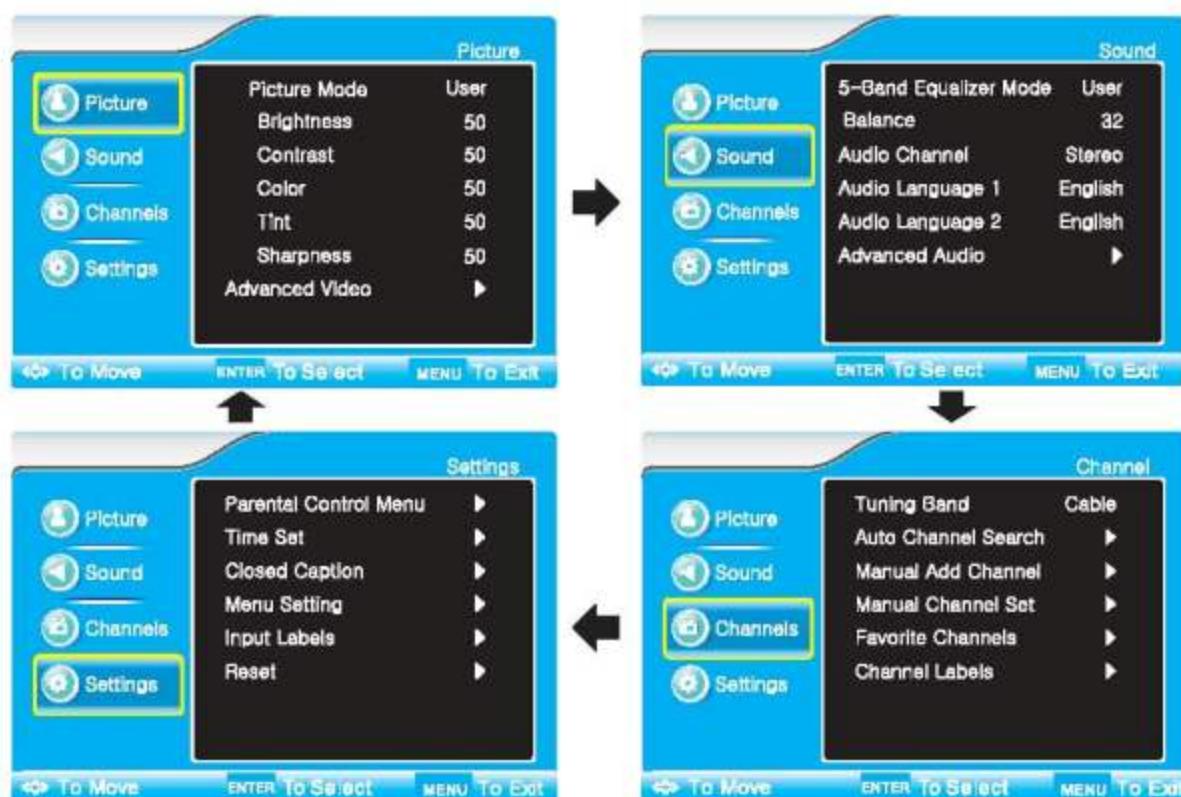 Picture
Picture
Sound
Channels
Settings
Picture Mode User
Brightness 50
Contrast 50
Color 50
Tint 50
Sharpness 50
Advanced Video
To Move ENTER To Select MENU To Exit
Sound
Picture
Sound
Channels
Settings
5-Band Equalizer Mode User
Balance 32
Audio Channel Stereo
Audio Language 1 English
Audio Language 2 English
Advanced Audio
To Move ENTER To Select MENU To Exit
Settings
Picture
Sound
Channels
Settings
Parental Control Menu
Time Set
Closed Caption
Menu Setting
Input Labels
Reset
To Move ENTER To Select MENU To Exit
Channel
Picture
Sound
Channels
Settings
Tuning Band Cable
Auto Channel Search
Manual Add Channel
Manual Channel Set
Favorite Channels
Channel Labels
To Move ENTER To Select MENU To Exit